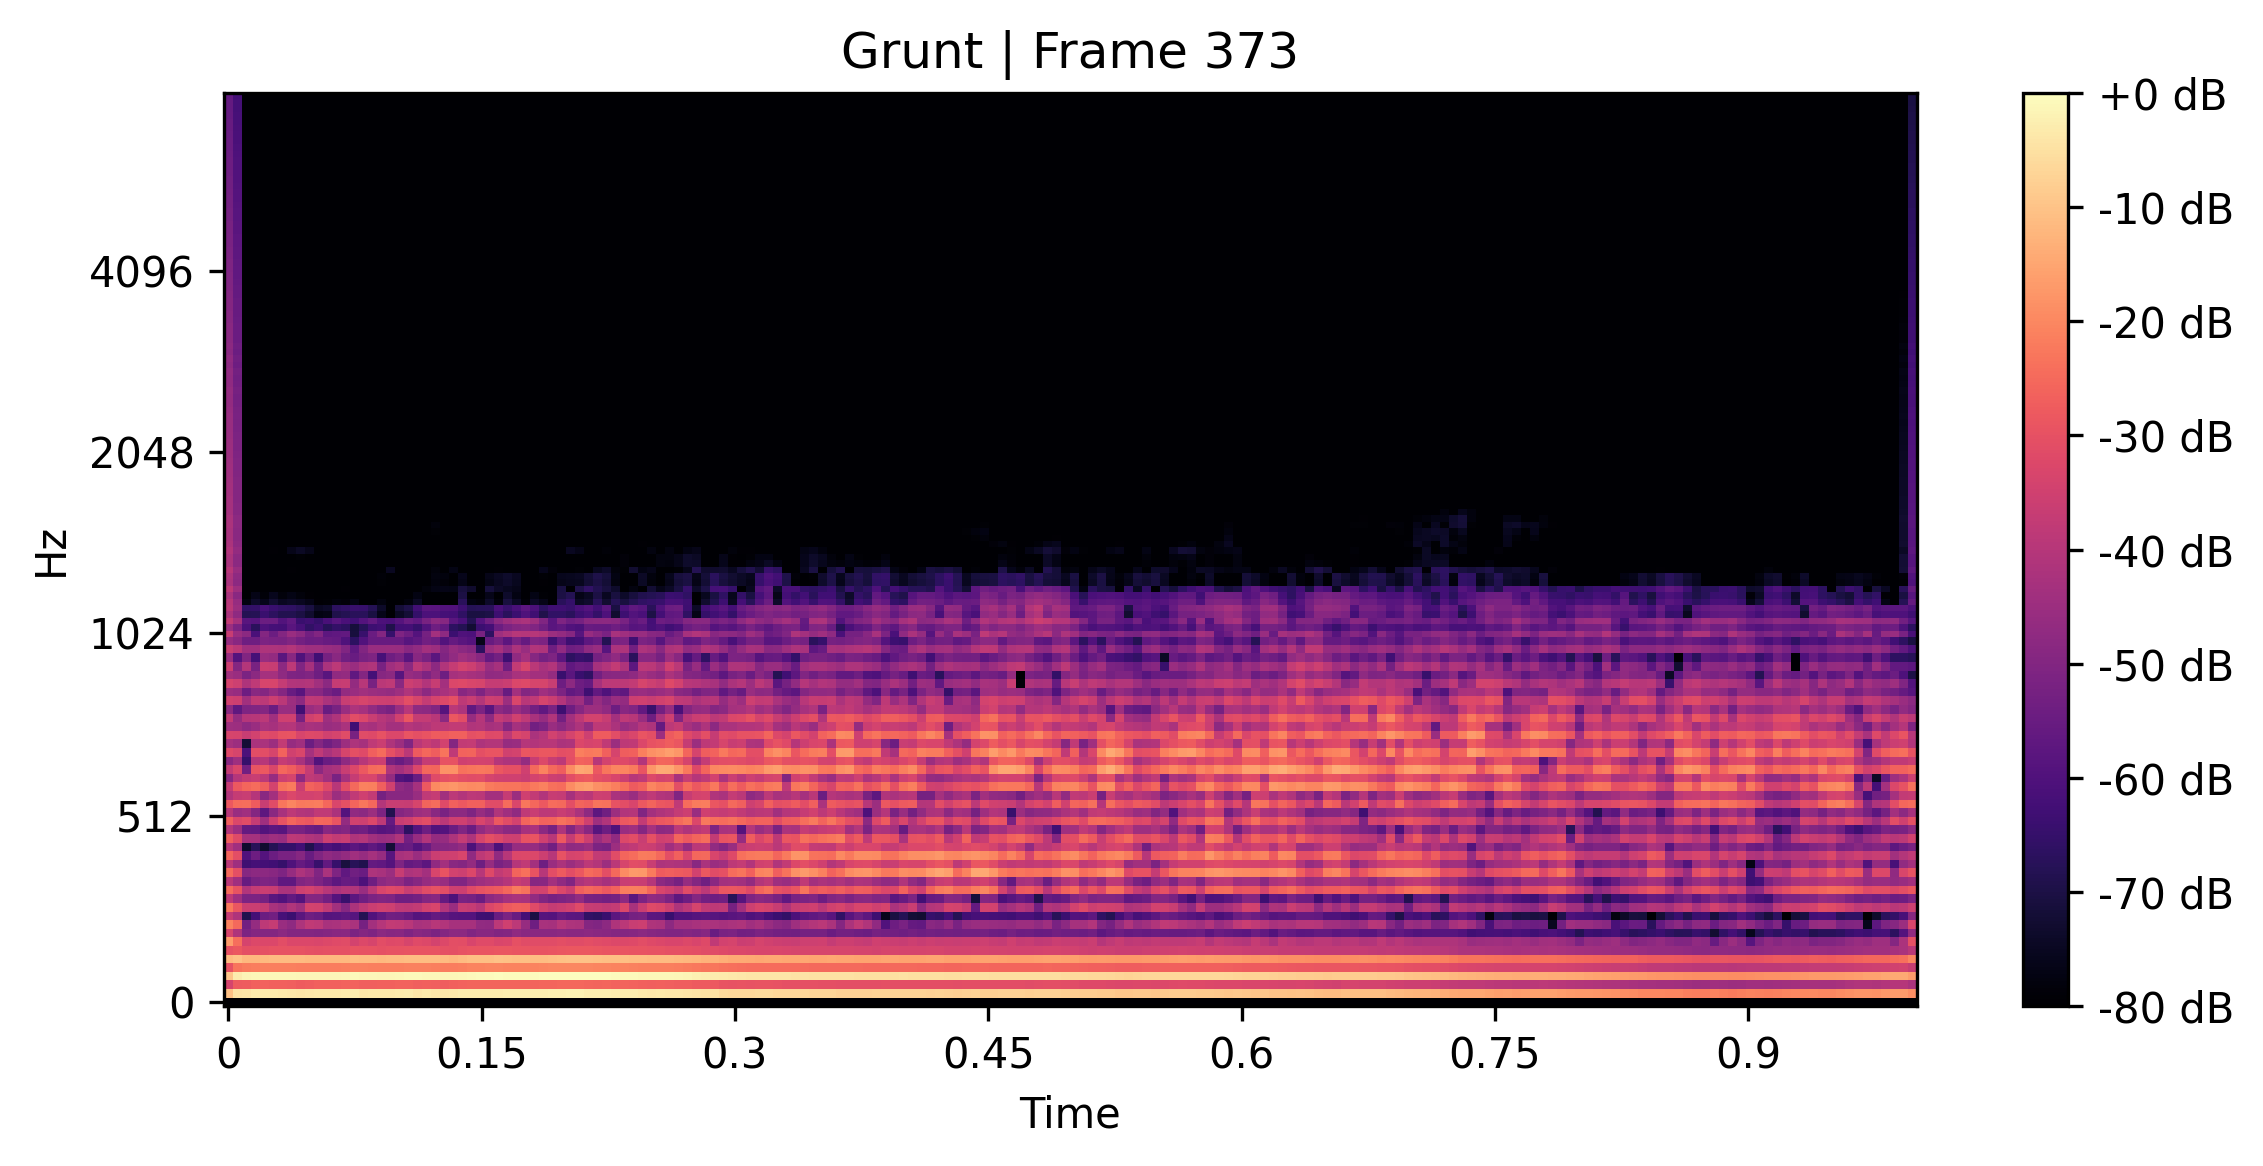 Grunt | Frame 373
+0 dB
-10 dB
-20 dB
-30 dB
-40 dB
-50 dB
-60 dB
-70 dB
-80 dB
Hz
4096
2048
1024
512
0
0 0.15 0.3 0.45 0.6 0.75 0.9
Time